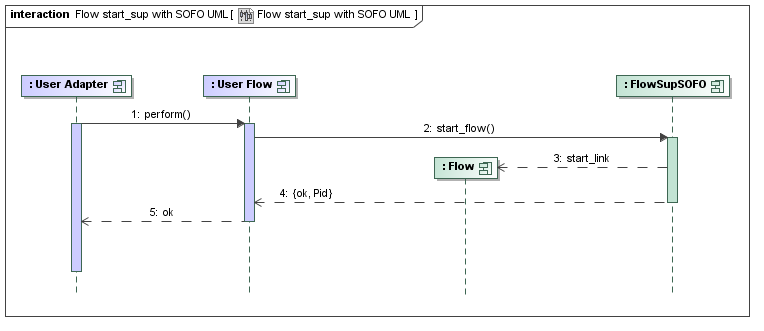 interaction Flow start_sup with SOFO UML [ Flow start_sup with SOFO UML ]
: User Adapter
: User Flow
: FlowSupSOFO
1: perform()
2: start_flow()
3: start_link
: Flow
4: {ok, Pid}
5: ok